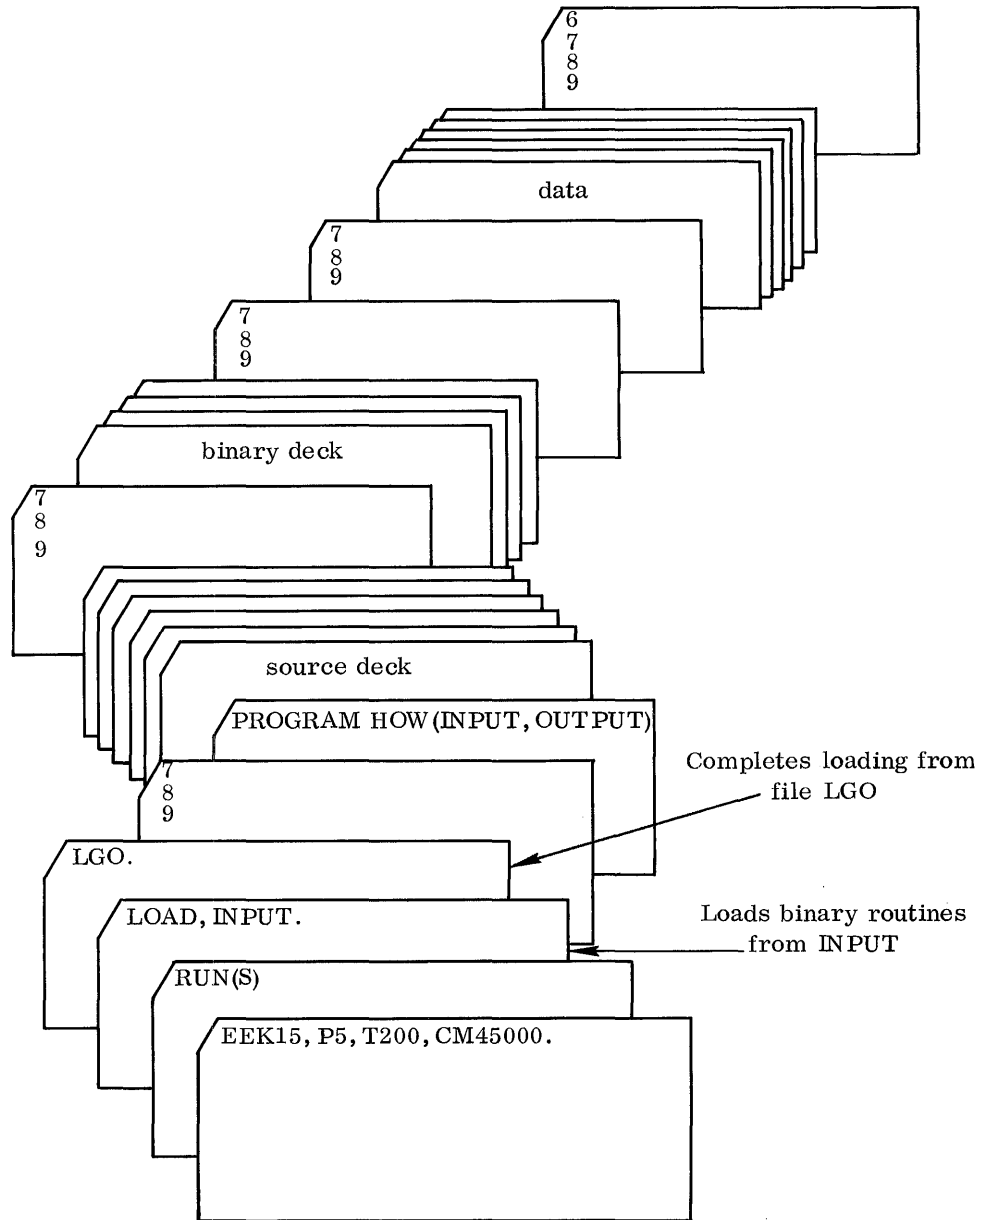 6
7
8
9
data
7
8
9
7
8
9
binary deck
7
8
9
source deck
PROGRAM HOW(INPUT, OUTPUT)
7
8
9
Completes loading from
file LGO
LGO.
LOAD, INPUT.
Loads binary routines
from INPUT
RUN(S)
EEK15, P5, T200, CM45000.